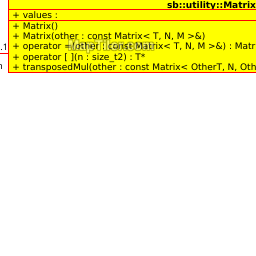 sb::utility::Matrix
+ values :
+ Matrix()
+ Matrix(other : const Matrix< T, N, M >&)
+ operator =(other : const Matrix< T, N, M >&) : Matr
+ operator [ ](n : size_t2) : T*
+ transposedMul(other : const Matrix< OtherT, N, Oth
.1
n